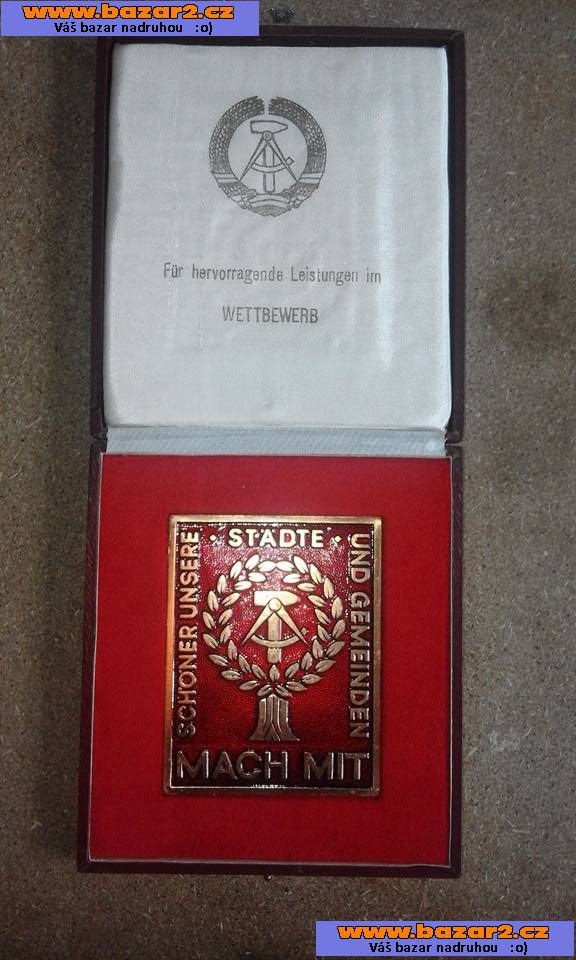 www.bazar2.cz
Váš bazar nadruhou :o)
Für hervorragende Leistungen im
WETTBEWERB
SCHÖNER UNSERE
· STÄDTE ·
UND GEMEINDEN
MACH MIT
www.bazar2.cz
Váš bazar nadruhou :o)